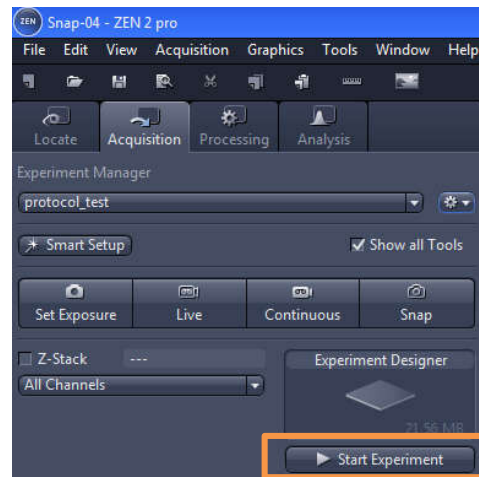 ZEN Snap-04 - ZEN 2 pro
File Edit View Acquisition Graphics Tools Window Help
Locate Acquisition Processing Analysis
Experiment Manager
protocol_test
Smart Setup Show all Tools
Set Exposure Live Continuous Snap
Z-Stack ---
Experiment Designer
All Channels
21.56 MB
Start Experiment